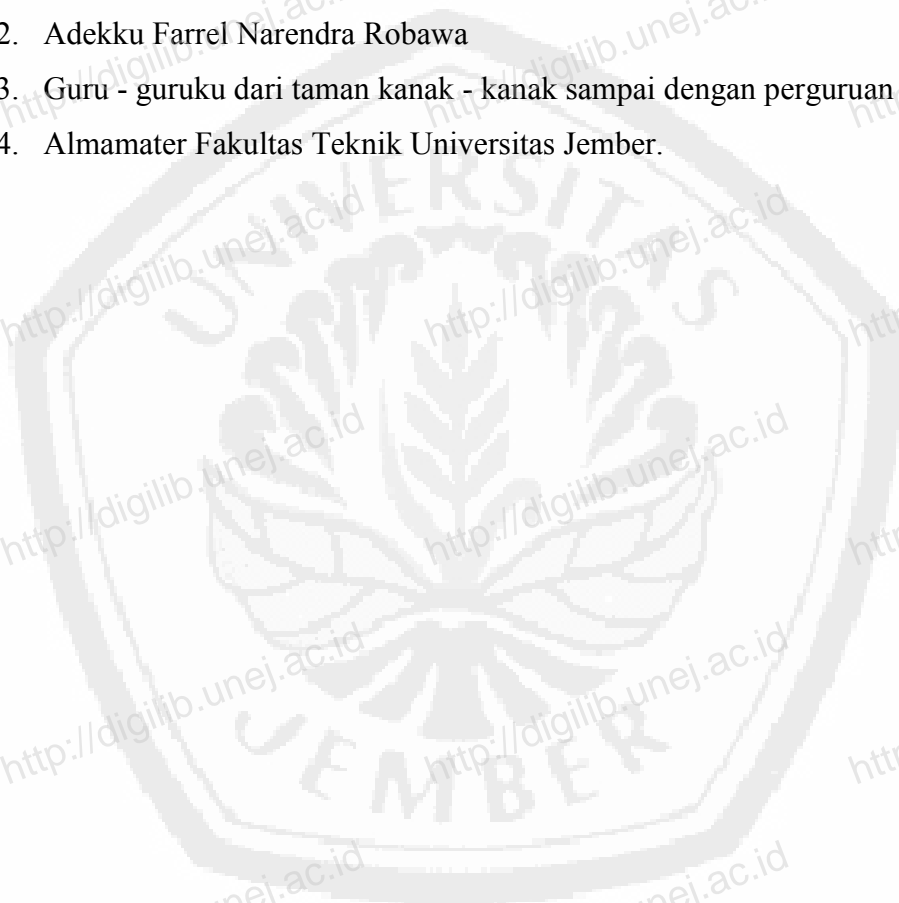 2. Adekku Farrel Narendra Robawa
3. Guru - guruku dari taman kanak - kanak sampai dengan perguruan
4. Almamater Fakultas Teknik Universitas Jember.
UNIVERSITAS
http://digilib.unej.ac.id
http://digilib.unej.ac.id
http://digilib.unej.ac.id
http://digilib.unej.ac.id
http://digilib.unej.ac.id
http://digilib.unej.ac.id
JEMBER